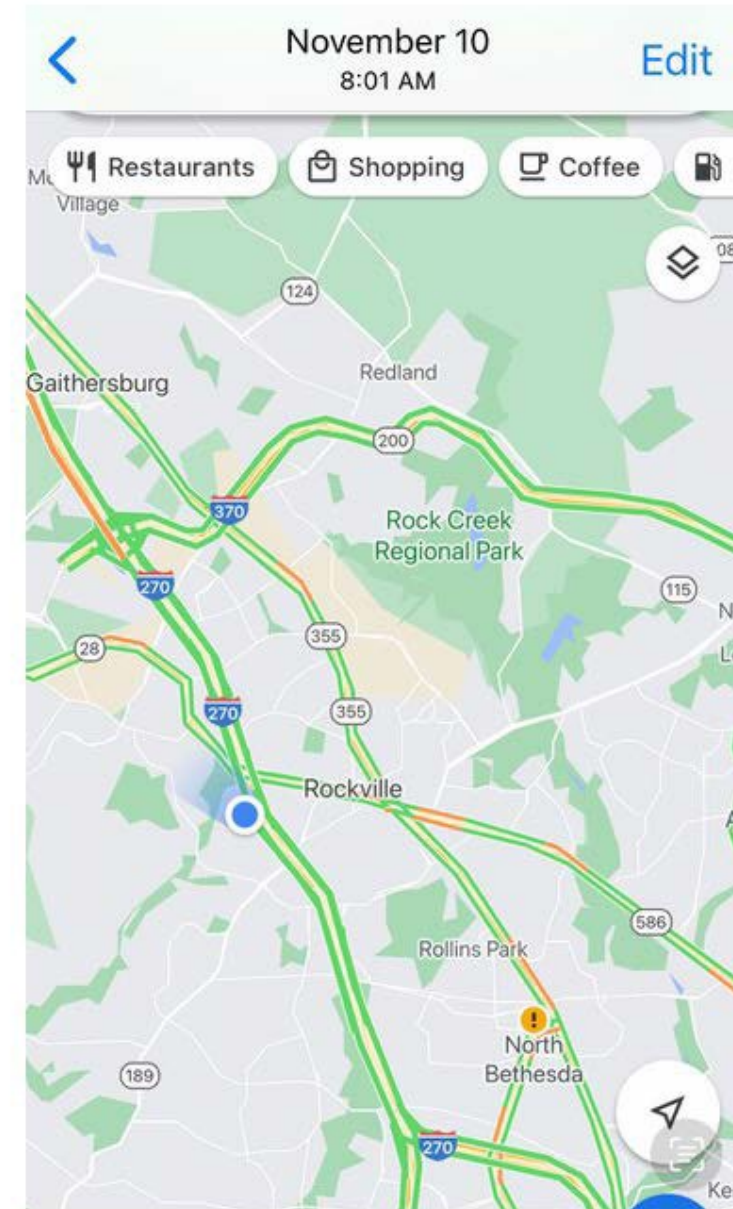 November 10
Edit
8:01 AM
Restaurants
Shopping
Coffee
Village
124
Redland
Gaithersburg
200
370
Rock Creek
Regional Park
270
115
28
355
270
355
Rockville
586
Rollins Park
North
Bethesda
189
270